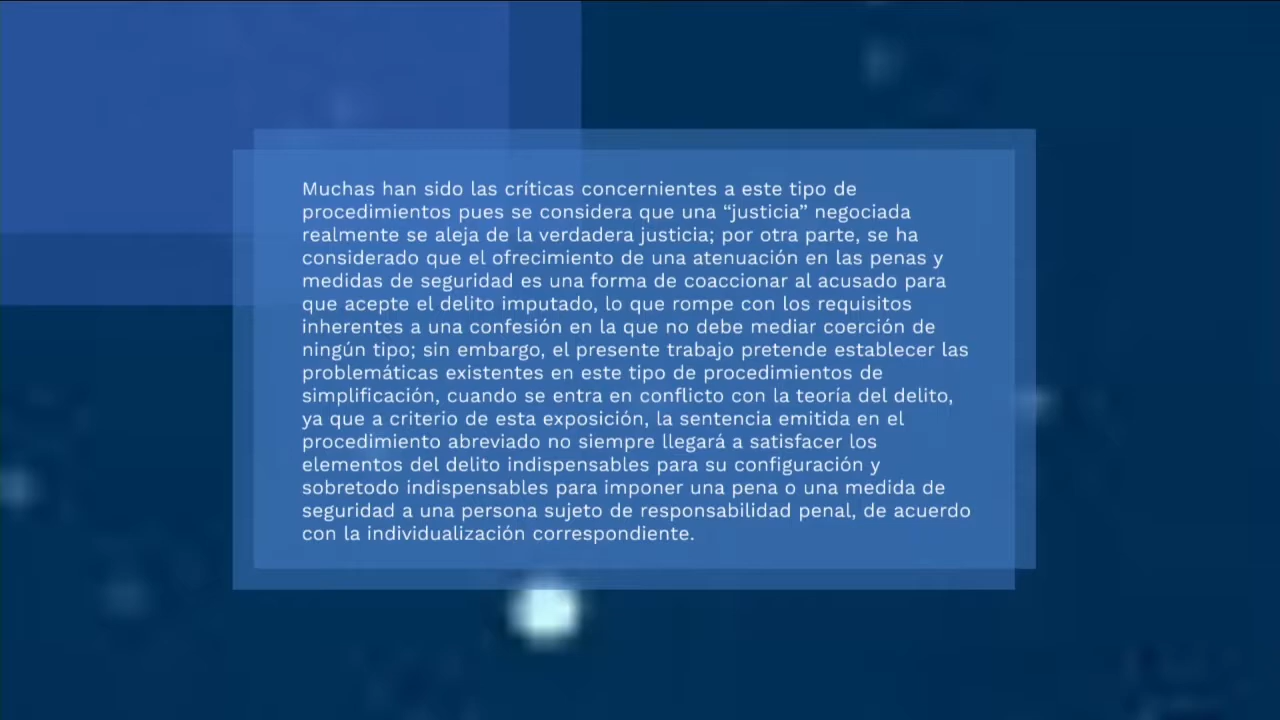 Muchas han sido las críticas concernientes a este tipo de
procedimientos pues se considera que una “justicia” negociada
realmente se aleja de la verdadera justicia; por otra parte, se ha
considerado que el ofrecimiento de una atenuación en las penas y
medidas de seguridad es una forma de coaccionar al acusado para
que acepte el delito imputado, lo que rompe con los requisitos
inherentes a una confesión en la que no debe mediar coerción de
ningún tipo; sin embargo, el presente trabajo pretende establecer las
problemáticas existentes en este tipo de procedimientos de
simplificación, cuando se entra en conflicto con la teoría del delito,
ya que a criterio de esta exposición, la sentencia emitida en el
procedimiento abreviado no siempre llegará a satisfacer los
elementos del delito indispensables para su configuración y
sobretodo indispensables para imponer una pena o una medida de
seguridad a una persona sujeto de responsabilidad penal, de acuerdo
con la individualización correspondiente.